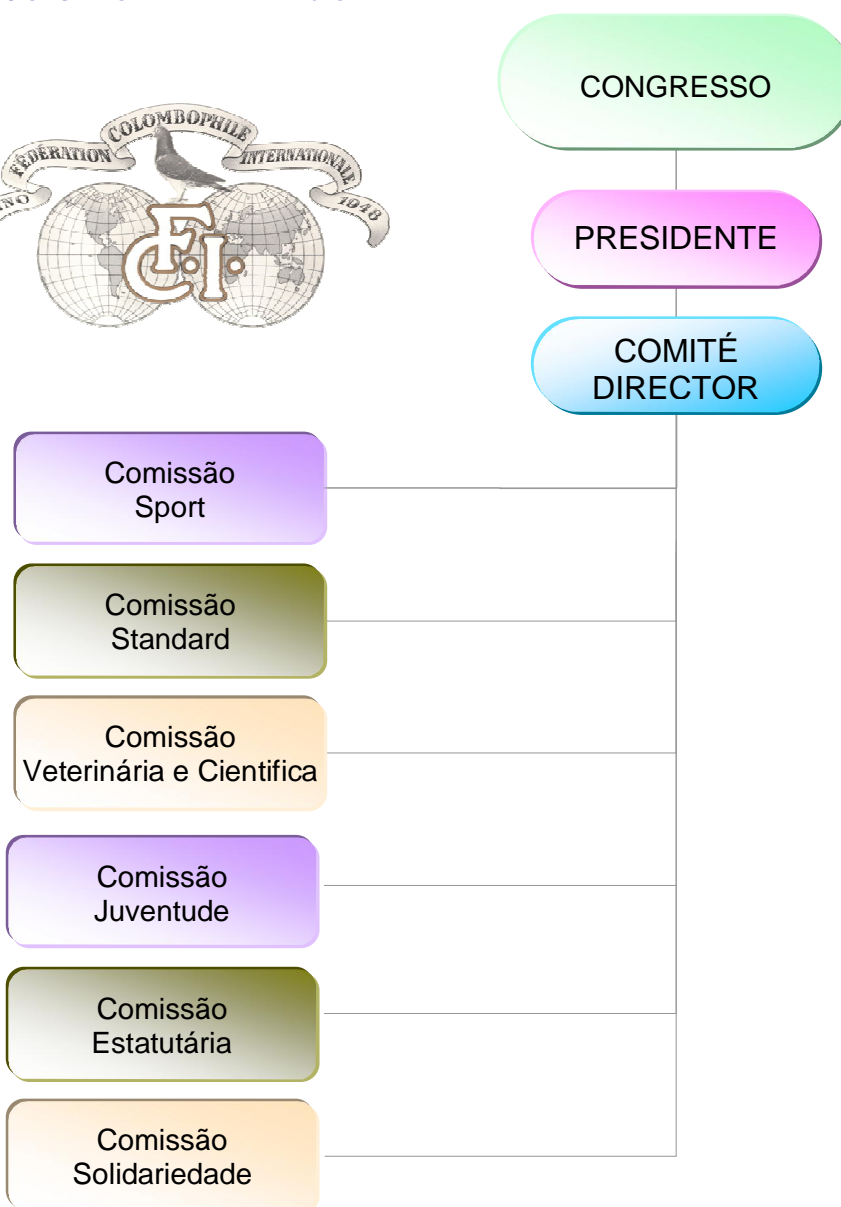 COLOMBOPHILE
FÉDÉRATION
INTERNATIONALE
1948
F.
C.I.
CONGRESSO
PRESIDENTE
COMITÉ
DIRECTOR
Comissão
Sport
Comissão
Standard
Comissão
Veterinária e Cientifica
Comissão
Juventude
Comissão
Estatutária
Comissão
Solidariedade